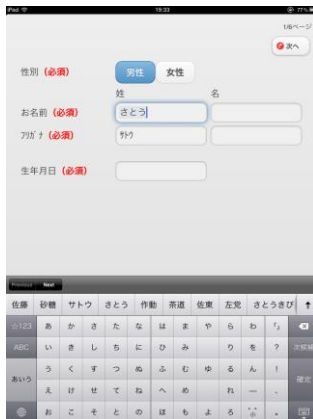 iPad 19:33 77%
1/6ページ
次へ
性別 (必須) 男性 女性
姓 名
お名前 (必須) さとう
フリガナ (必須) サトウ
生年月日 (必須)
Previous Next
佐藤 砂糖 サトウ さとう 作動 茶道 佐東 左党 さとうきび
☆123 あ か さ た な は ま や ら わ 「」
ABC い き し ち に ひ み り を ? 次候補
あいう う く す つ ぬ ふ む ゆ る ん ! 確定
え け せ て ね へ め れ ー 、
お こ そ と の ほ も よ ろ 。